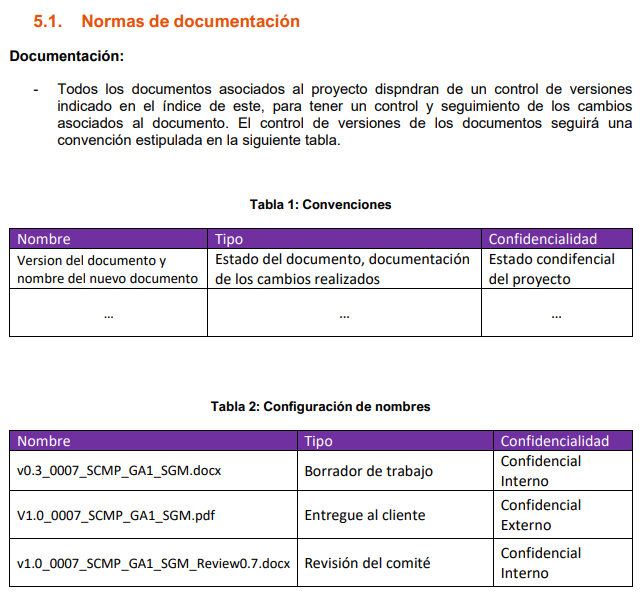 5.1. Normas de documentación
Documentación:
- Todos los documentos asociados al proyecto dispndran de un control de versiones
indicado en el índice de este, para tener un control y seguimiento de los cambios
asociados al documento. El control de versiones de los documentos seguirá una
convención estipulada en la siguiente tabla.
Tabla 1: Convenciones
Nombre Tipo Confidencialidad
Version del documento y Estado del documento, documentación Estado condifencial
nombre del nuevo documento de los cambios realizados del proyecto
... ... ...
Tabla 2: Configuración de nombres
Nombre Tipo Confidencialidad
v0.3_0007_SCMP_GA1_SGM.docx Borrador de trabajo Confidencial
Interno
V1.0_0007_SCMP_GA1_SGM.pdf Entregue al cliente Confidencial
Externo
v1.0_0007_SCMP_GA1_SGM_Review0.7.docx Revisión del comité Confidencial
Interno